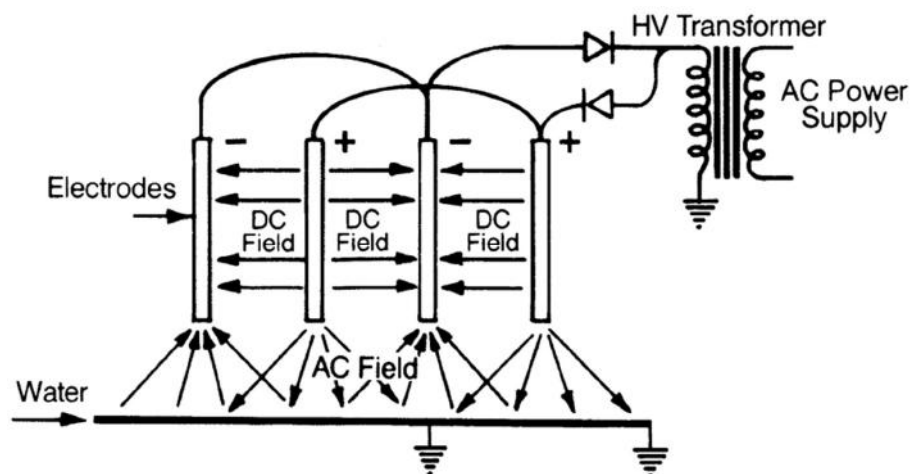 HV Transformer
AC Power
Supply
- + - +
Electrodes
DC
Field
DC
Field
DC
Field
AC Field
Water